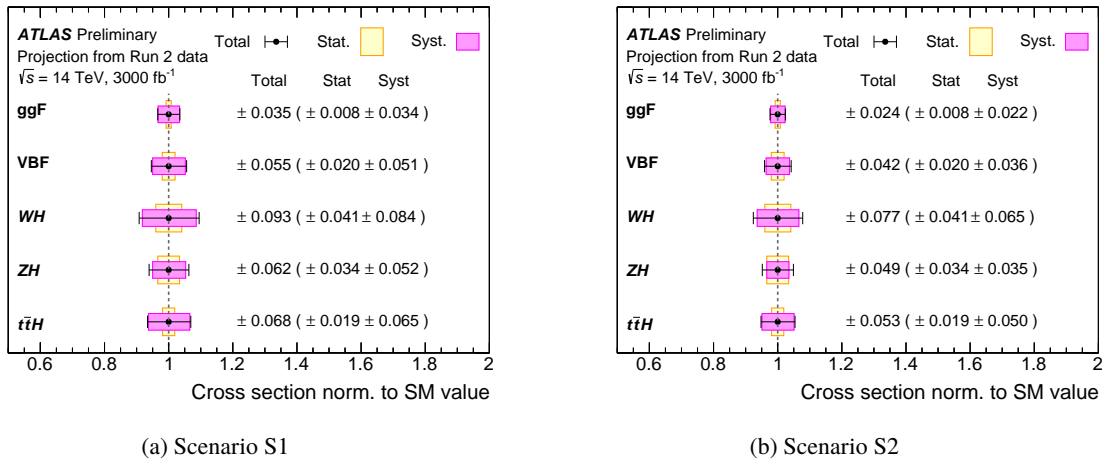 ATLAS Preliminary
Projection from Run 2 data
√s = 14 TeV, 3000 fb⁻¹
Total Stat. Syst.
Total Stat Syst
ggF ± 0.035 ( ± 0.008 ± 0.034 )
VBF ± 0.055 ( ± 0.020 ± 0.051 )
WH ± 0.093 ( ± 0.041 ± 0.084 )
ZH ± 0.062 ( ± 0.034 ± 0.052 )
tt̄H ± 0.068 ( ± 0.019 ± 0.065 )
0.6 0.8 1 1.2 1.4 1.6 1.8 2
Cross section norm. to SM value
(a) Scenario S1
ATLAS Preliminary
Projection from Run 2 data
√s = 14 TeV, 3000 fb⁻¹
Total Stat. Syst.
Total Stat Syst
ggF ± 0.024 ( ± 0.008 ± 0.022 )
VBF ± 0.042 ( ± 0.020 ± 0.036 )
WH ± 0.077 ( ± 0.041 ± 0.065 )
ZH ± 0.049 ( ± 0.034 ± 0.035 )
tt̄H ± 0.053 ( ± 0.019 ± 0.050 )
0.6 0.8 1 1.2 1.4 1.6 1.8 2
Cross section norm. to SM value
(b) Scenario S2